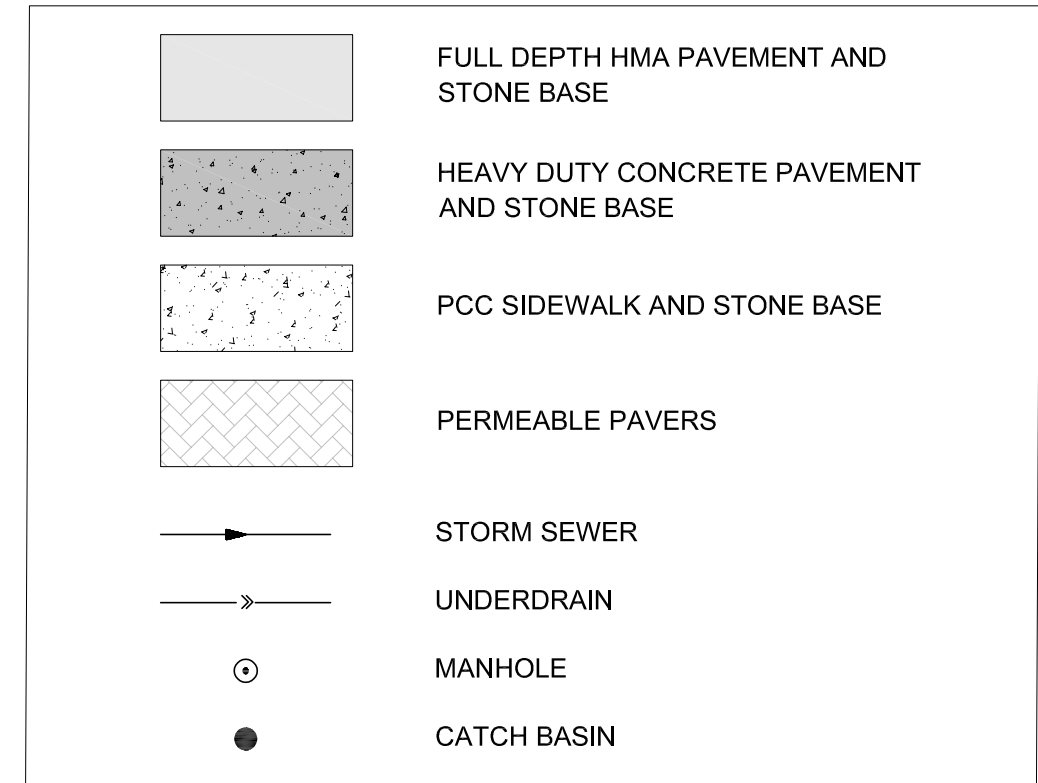 FULL DEPTH HMA PAVEMENT AND
STONE BASE
HEAVY DUTY CONCRETE PAVEMENT
AND STONE BASE
PCC SIDEWALK AND STONE BASE
PERMEABLE PAVERS
STORM SEWER
UNDERDRAIN
MANHOLE
CATCH BASIN